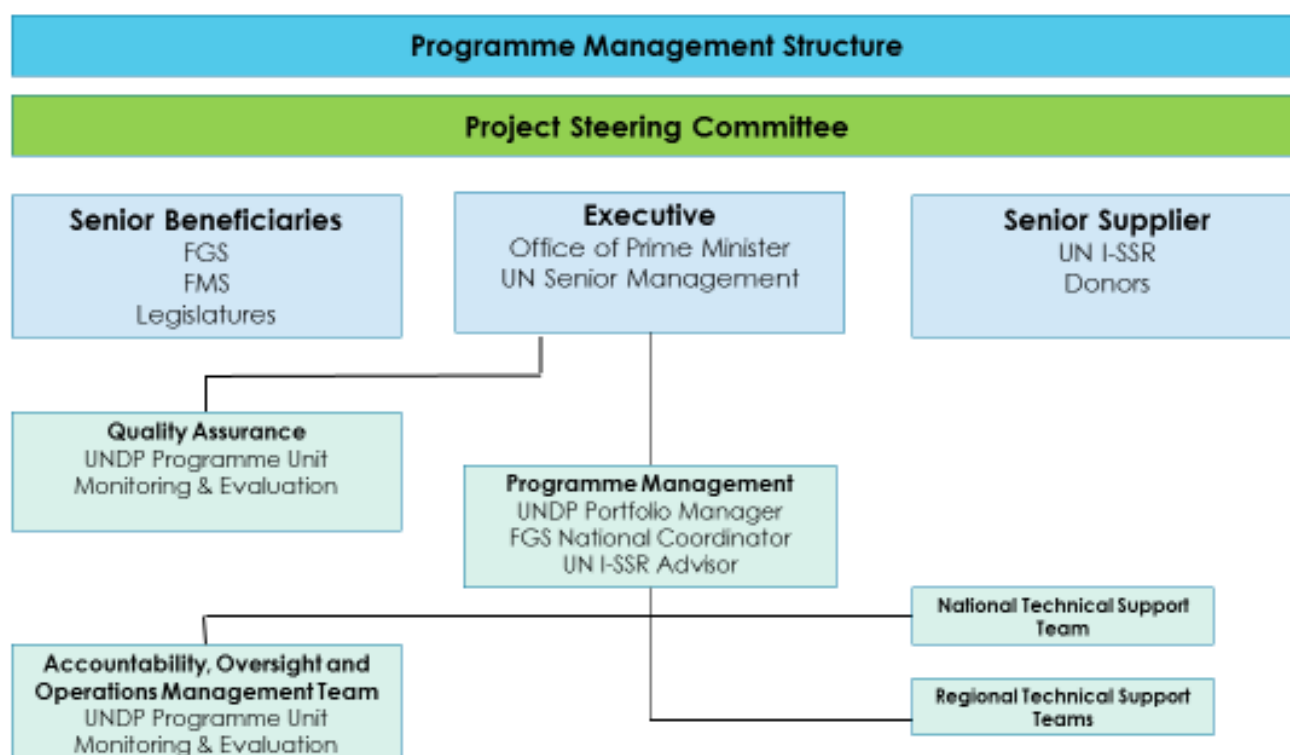 Programme Management Structure
Project Steering Committee
Senior Beneficiaries
FGS
FMS
Legislatures
Executive
Office of Prime Minister
UN Senior Management
Senior Supplier
UN I-SSR
Donors
Quality Assurance
UNDP Programme Unit
Monitoring & Evaluation
Programme Management
UNDP Portfolio Manager
FGS National Coordinator
UN I-SSR Advisor
National Technical Support
Team
Accountability, Oversight and
Operations Management Team
UNDP Programme Unit
Monitoring & Evaluation
Regional Technical Support
Teams